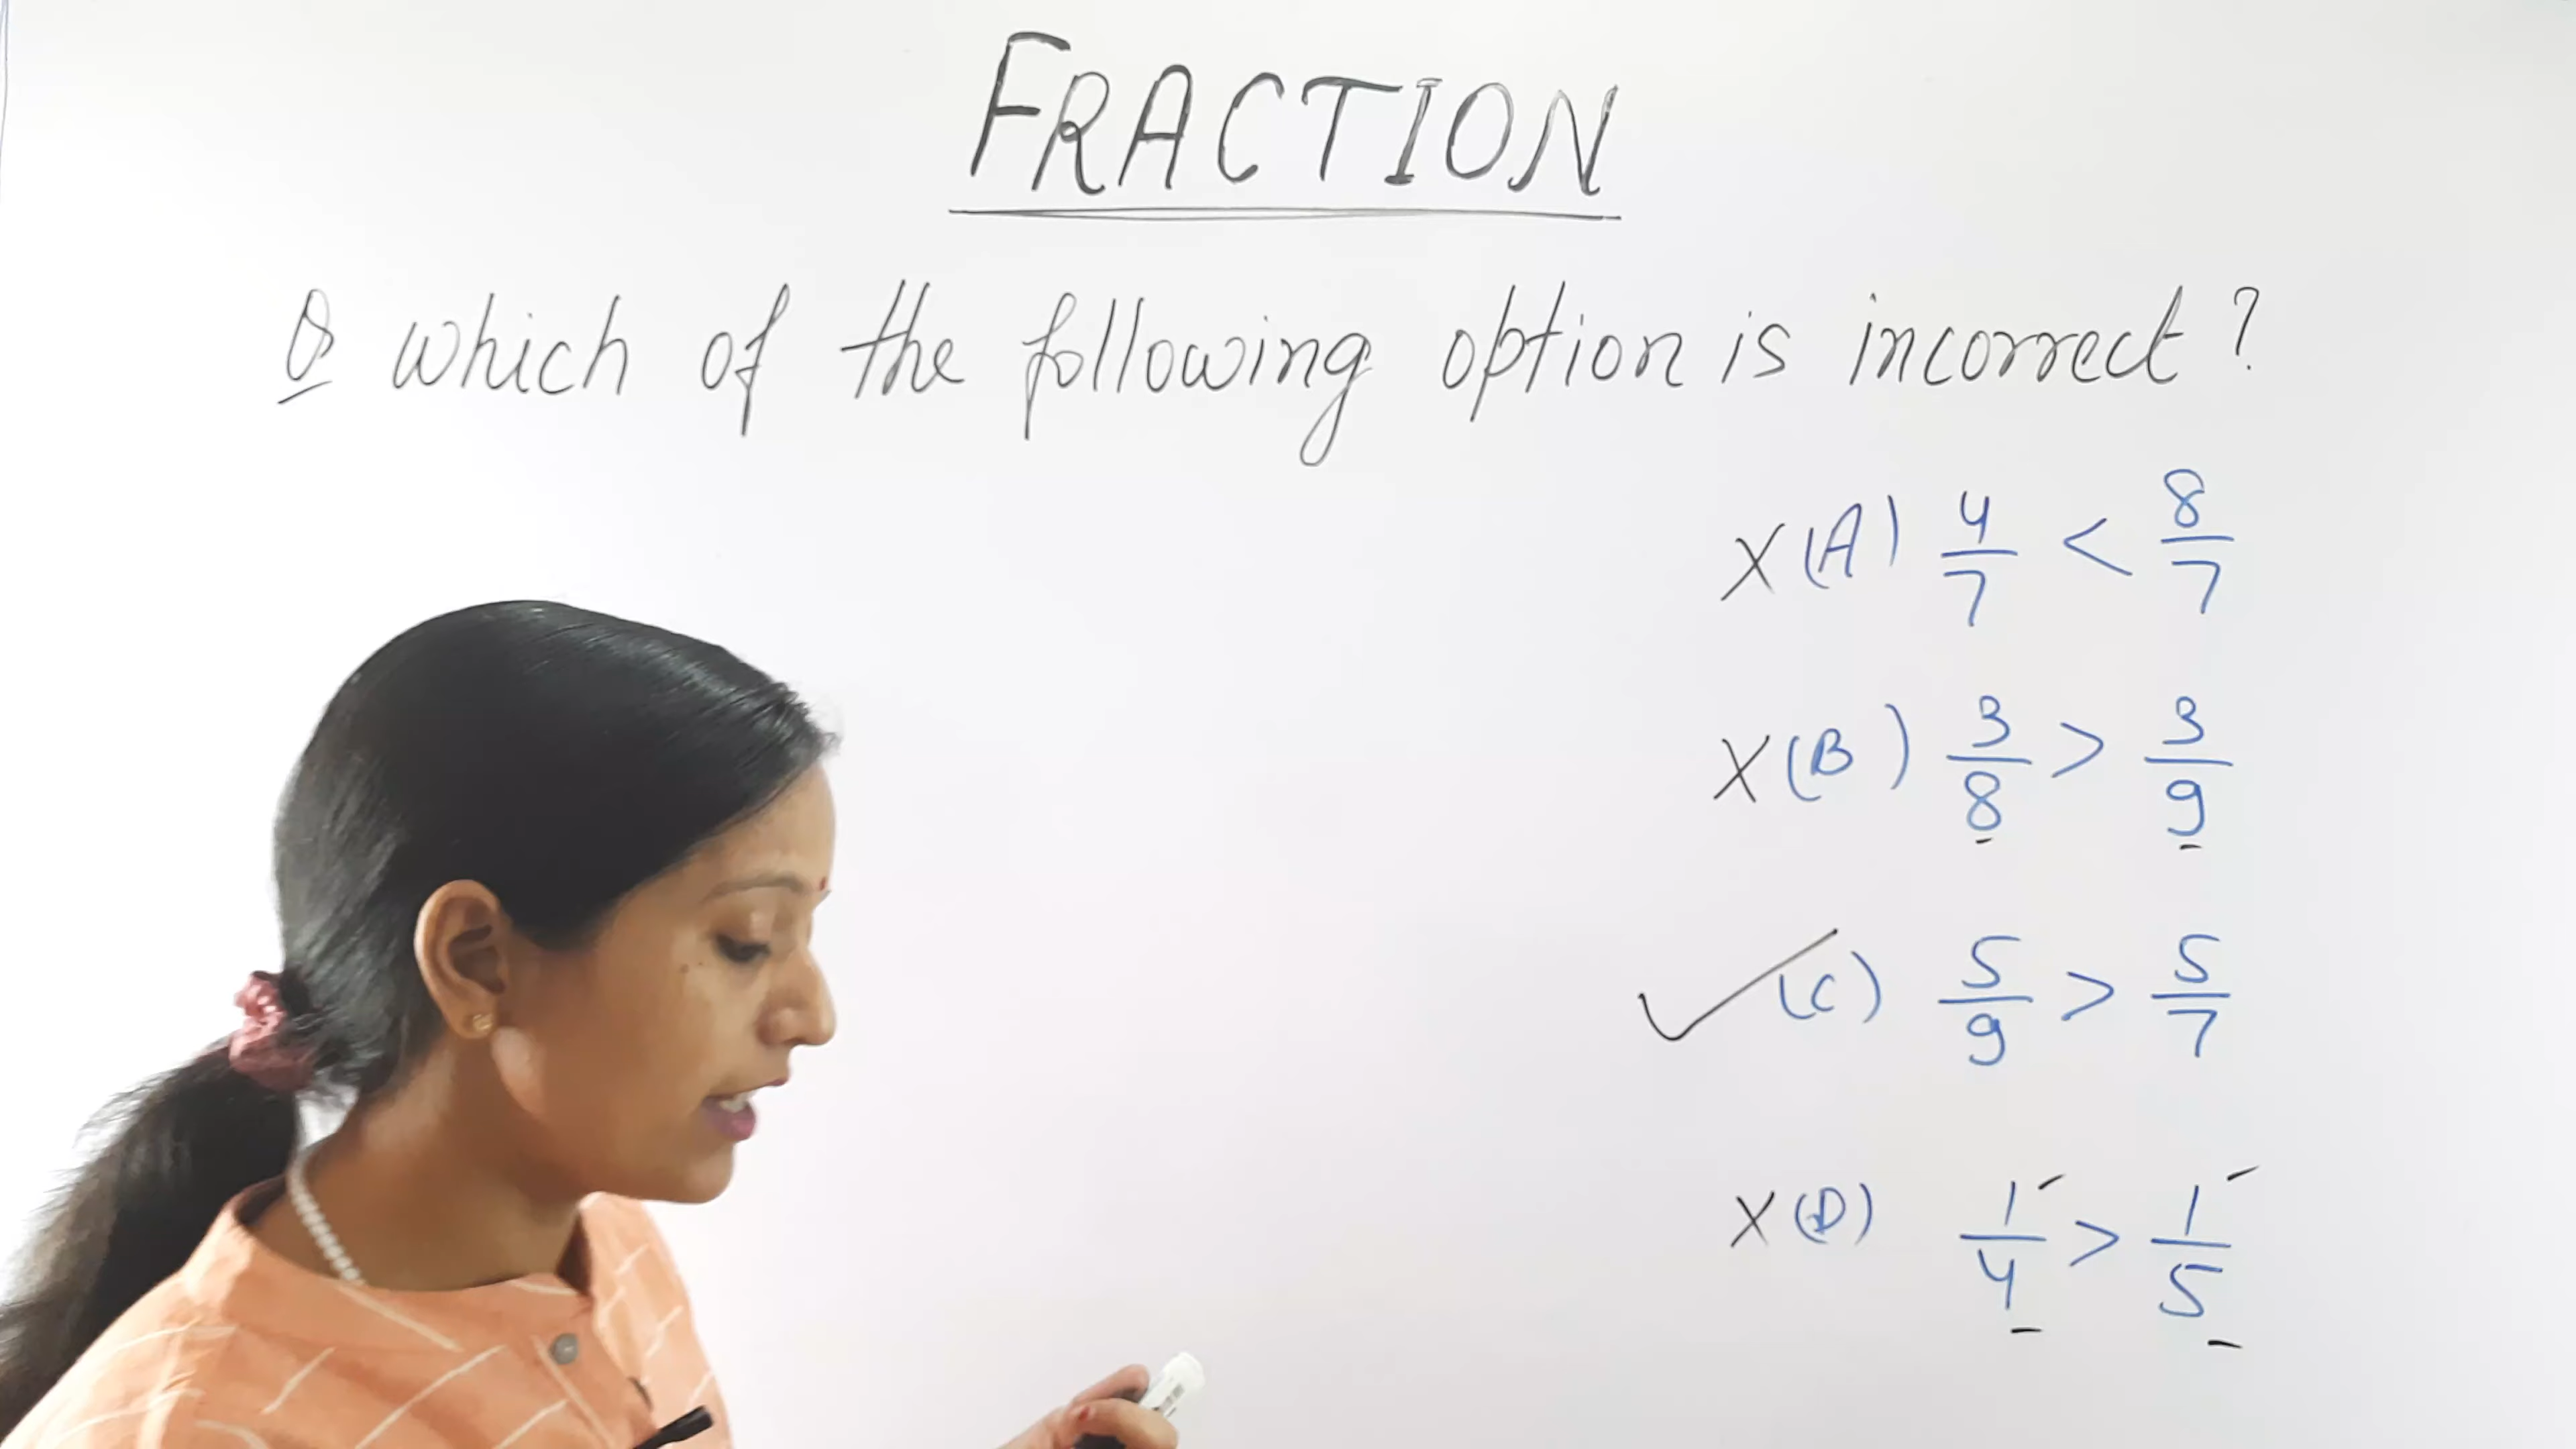 FRACTION
Q which of the following option is incorrect?
X (A) 4/7 < 8/7
X (B) 3/8 > 3/9
✓ (C) 5/9 > 5/7
X (D) 1/4 > 1/5